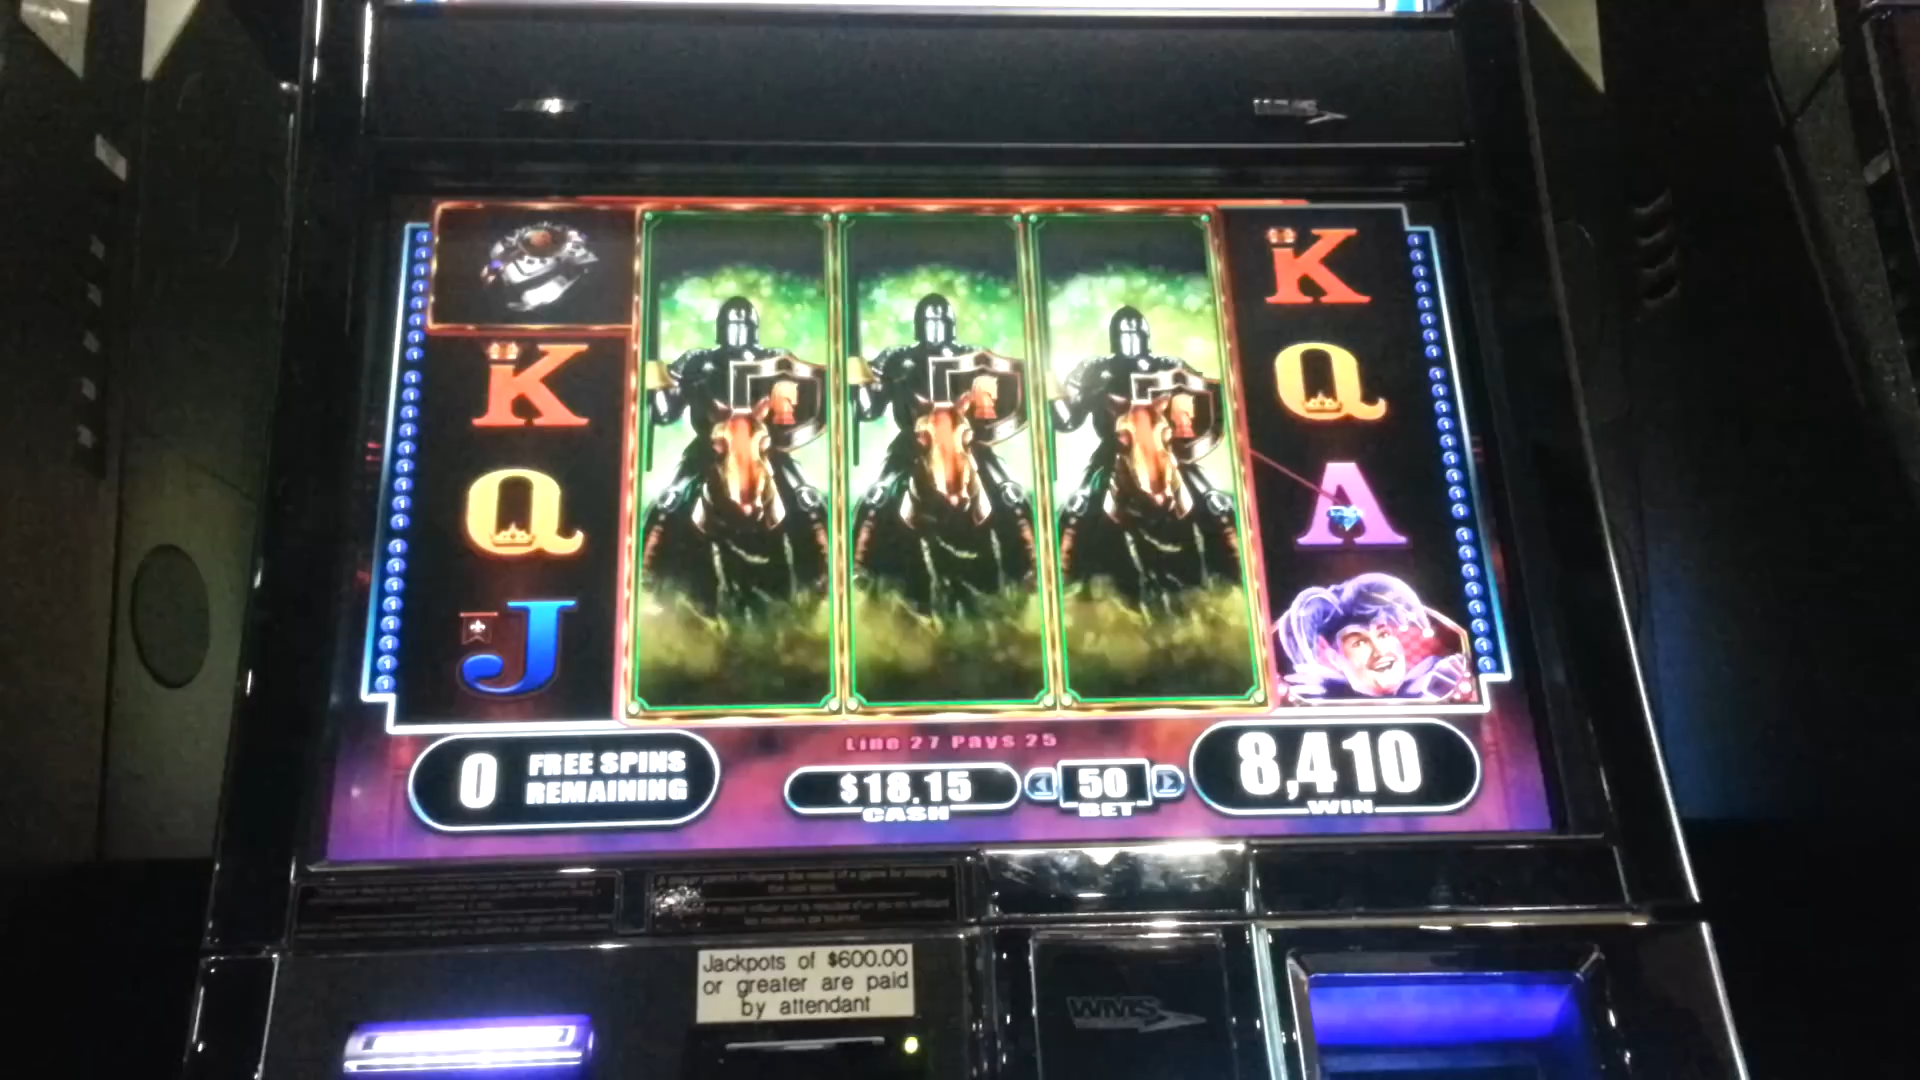 K
K
Q
Q
A
J
Line 27 Pays 25
0
FREE SPINS
REMAINING
$18.15
CASH
50
BET
8,410
WIN
Jackpots of $600.00
or greater are paid
by attendant
WMS